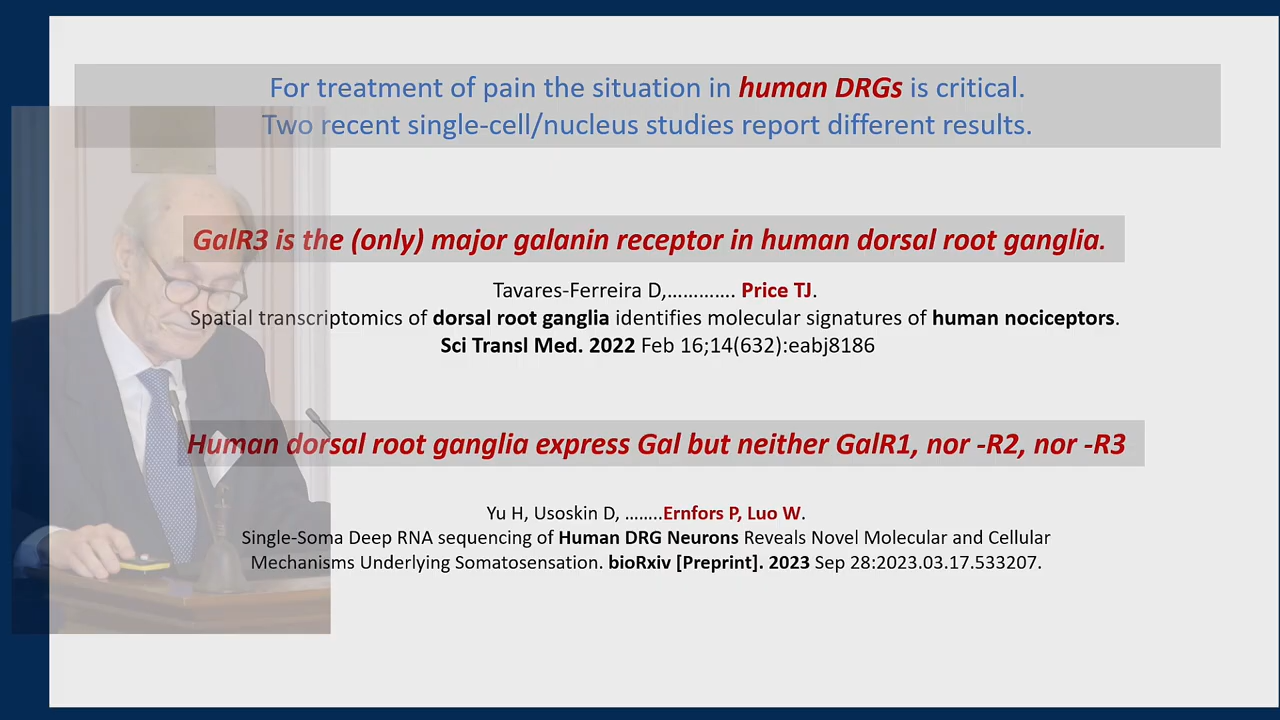 For treatment of pain the situation in human DRGs is critical.
Two recent single-cell/nucleus studies report different results.
GalR3 is the (only) major galanin receptor in human dorsal root ganglia.
Tavares-Ferreira D,…………. Price TJ.
Spatial transcriptomics of dorsal root ganglia identifies molecular signatures of human nociceptors.
Sci Transl Med. 2022 Feb 16;14(632):eabj8186
Human dorsal root ganglia express Gal but neither GalR1, nor -R2, nor -R3
Yu H, Usoskin D, ……..Ernfors P, Luo W.
Single-Soma Deep RNA sequencing of Human DRG Neurons Reveals Novel Molecular and Cellular
Mechanisms Underlying Somatosensation. bioRxiv [Preprint]. 2023 Sep 28:2023.03.17.533207.